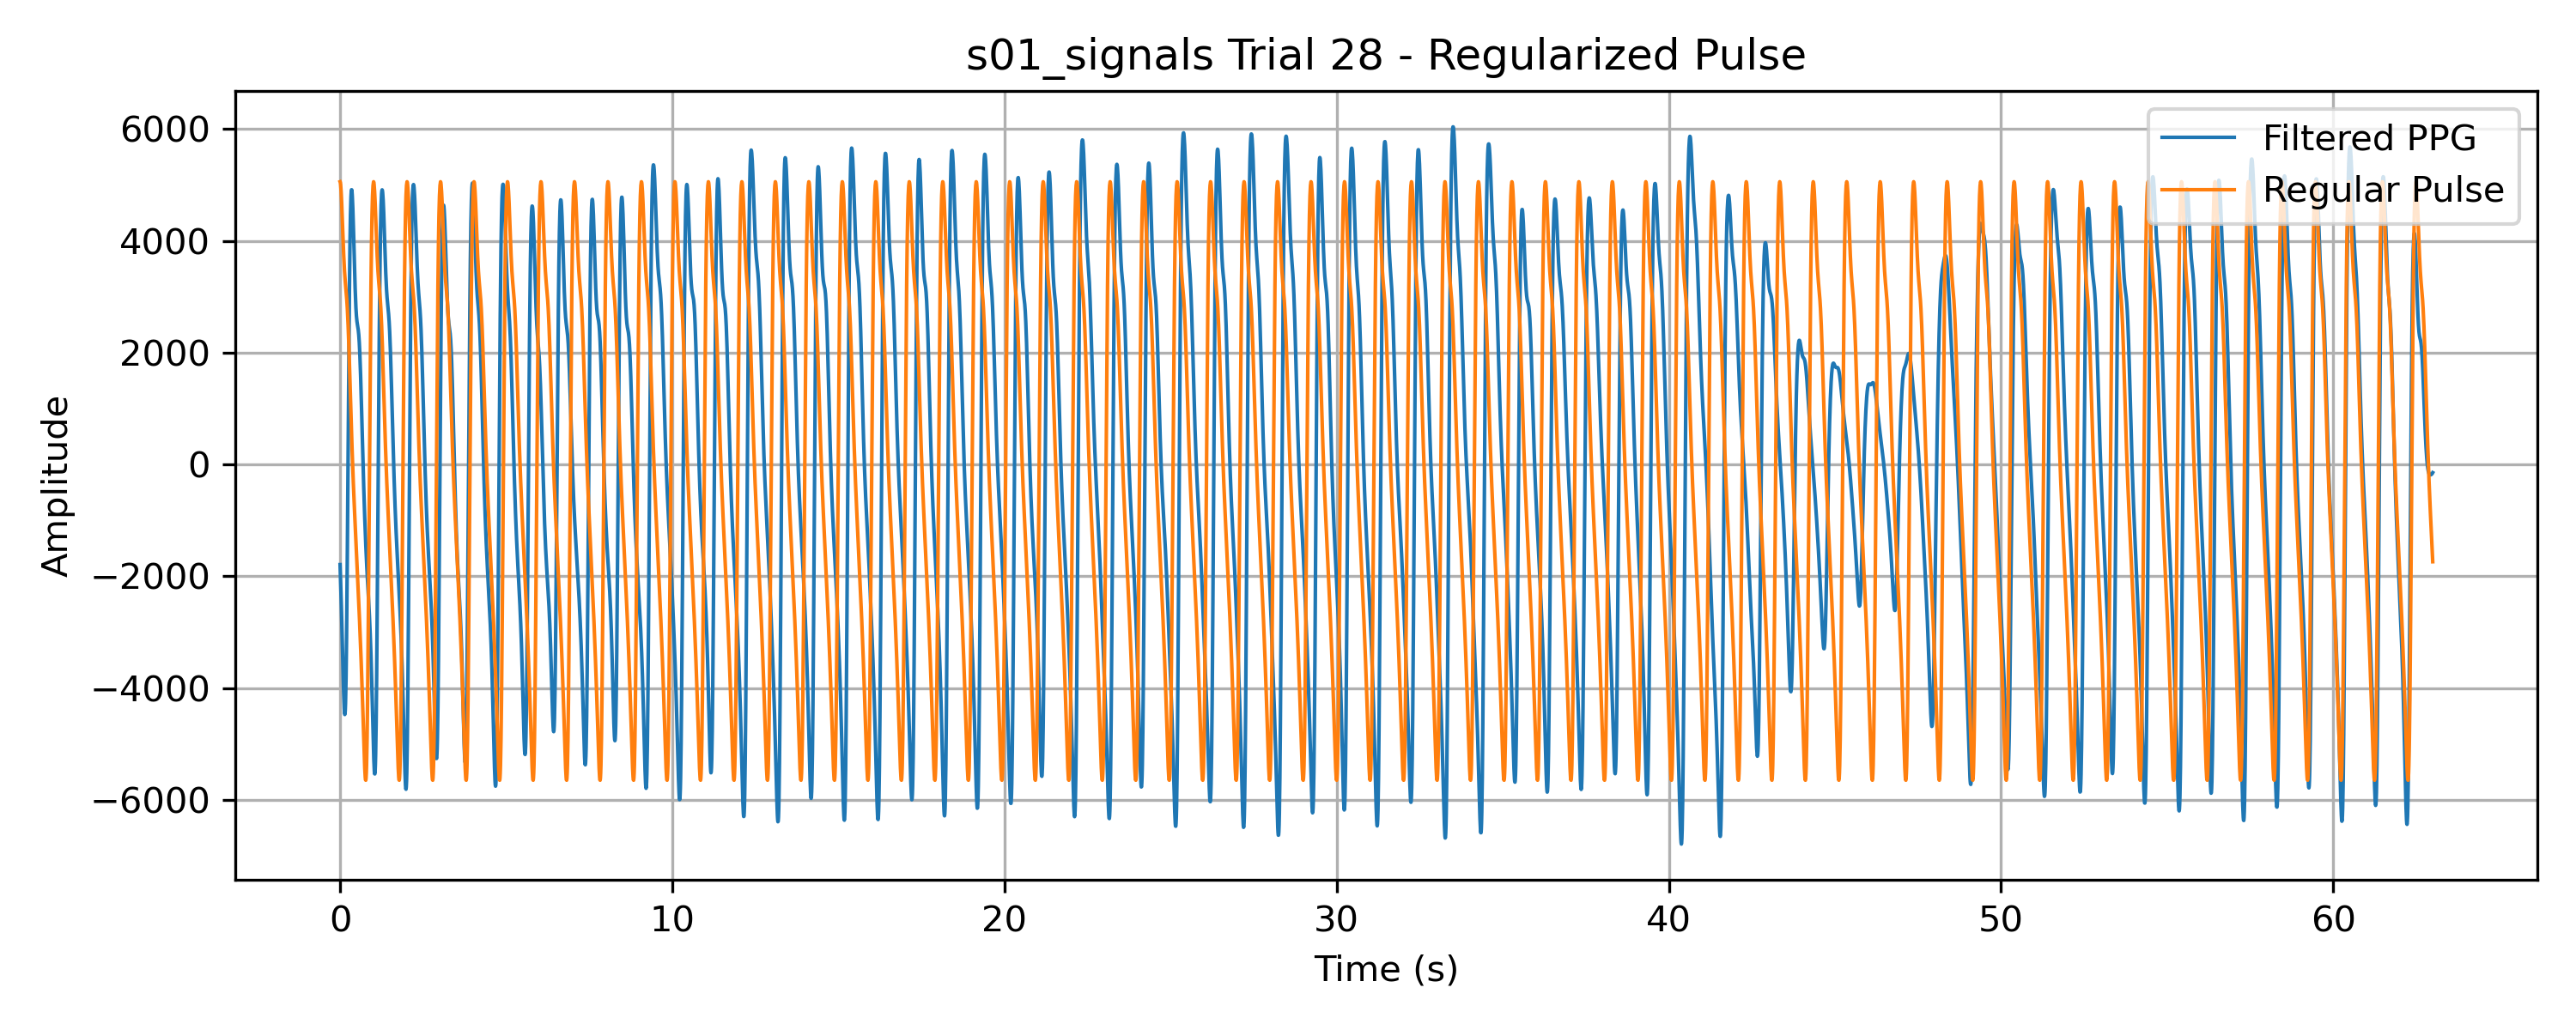 s01_signals Trial 28 - Regularized Pulse
Filtered PPG
Regular Pulse
6000
4000
2000
0
−2000
−4000
−6000
Amplitude
0 10 20 30 40 50 60
Time (s)